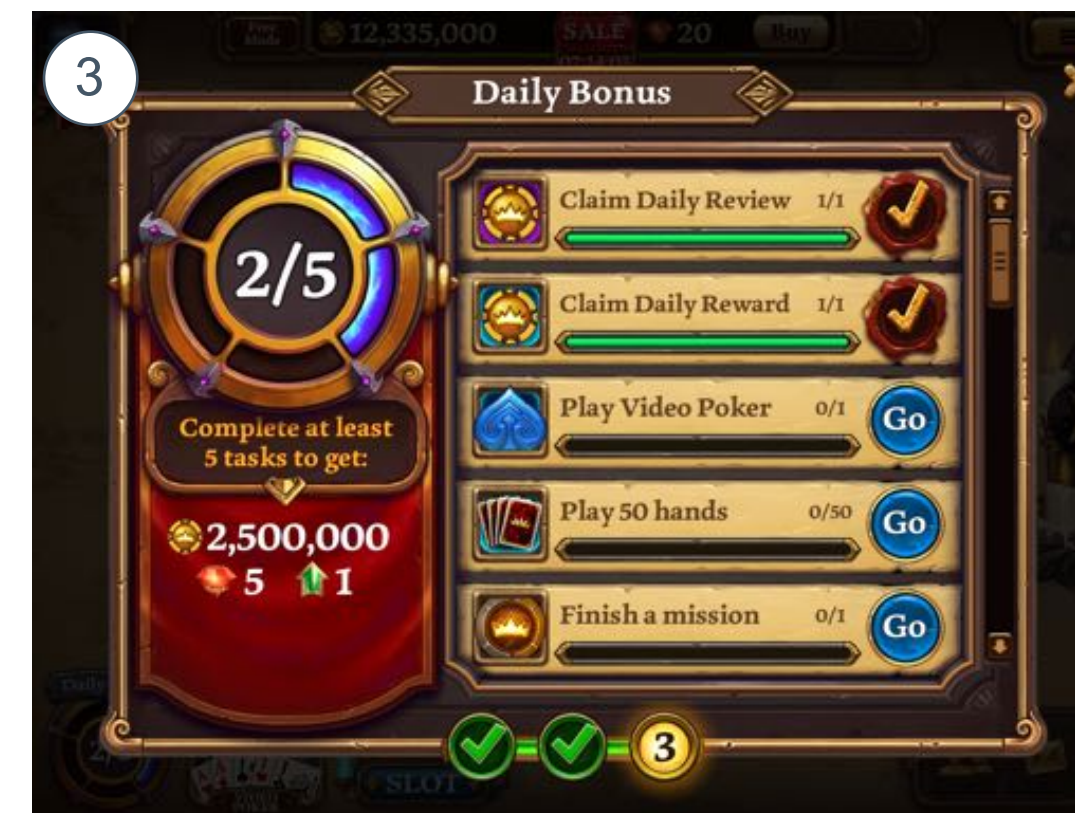 3
12,335,000
SALE
20
Buy
Daily Bonus
2/5
Complete at least
5 tasks to get:
2,500,000
5 1
Claim Daily Review 1/1
Claim Daily Reward 1/1
Play Video Poker 0/1
Go
Play 50 hands 0/50
Go
Finish a mission 0/1
Go
3
Daily
SLOT